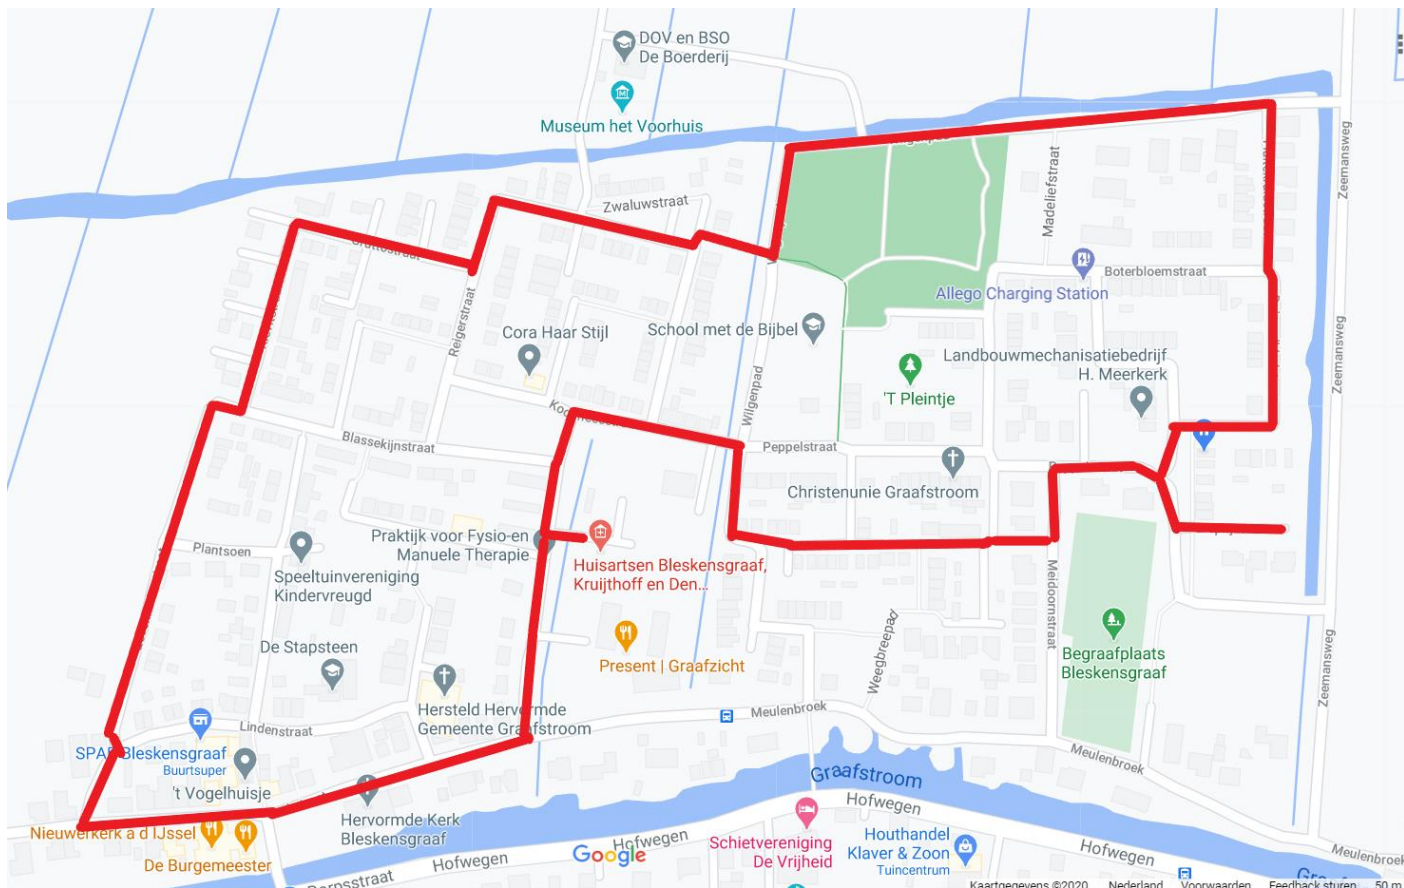 DOV en BSO
De Boerderij
Museum het Voorhuis
Zwaluwstraat
Madeliefstraat
Zeemansweg
Boterbloemstraat
Allego Charging Station
Reigerstraat
Cora Haar Stijl
School met de Bijbel
Landbouwmechanisatiebedrijf
H. Meerkerk
Zeemansweg
'T Pleintje
Wilgenpad
Blassekijnstraat
Peppelstraat
Christenunie Graafstroom
Praktijk voor Fysio-en
Manuele Therapie
Plantsoen
Speeltuinvereniging
Kindervreugd
Huisartsen Bleskensgraaf,
Kruijthoff en Den...
Meidoornstraat
Weegbreepad
Begraafplaats
Bleskensgraaf
Zeemansweg
De Stapsteen
Present | Graafzicht
Hersteld Hervormde
Gemeente Graafstroom
Lindenstraat
Meulenbroek
Meulenbroek
Bleskensgraaf
Buurtsuper
't Vogelhuisje
Graafstroom
Hofwegen
Hervormde Kerk
Bleskensgraaf
Nieuwerkerk a d IJssel
De Burgemeester
Hofwegen
Hofwegen
Google
Schietvereniging
De Vrijheid
Houthandel
Klaver & Zoon
Tuincentrum
Hofwegen
Meulenbroek
Kaartgegevens ©2020 Nederland Voorwaarden Feedback sturen 50 m